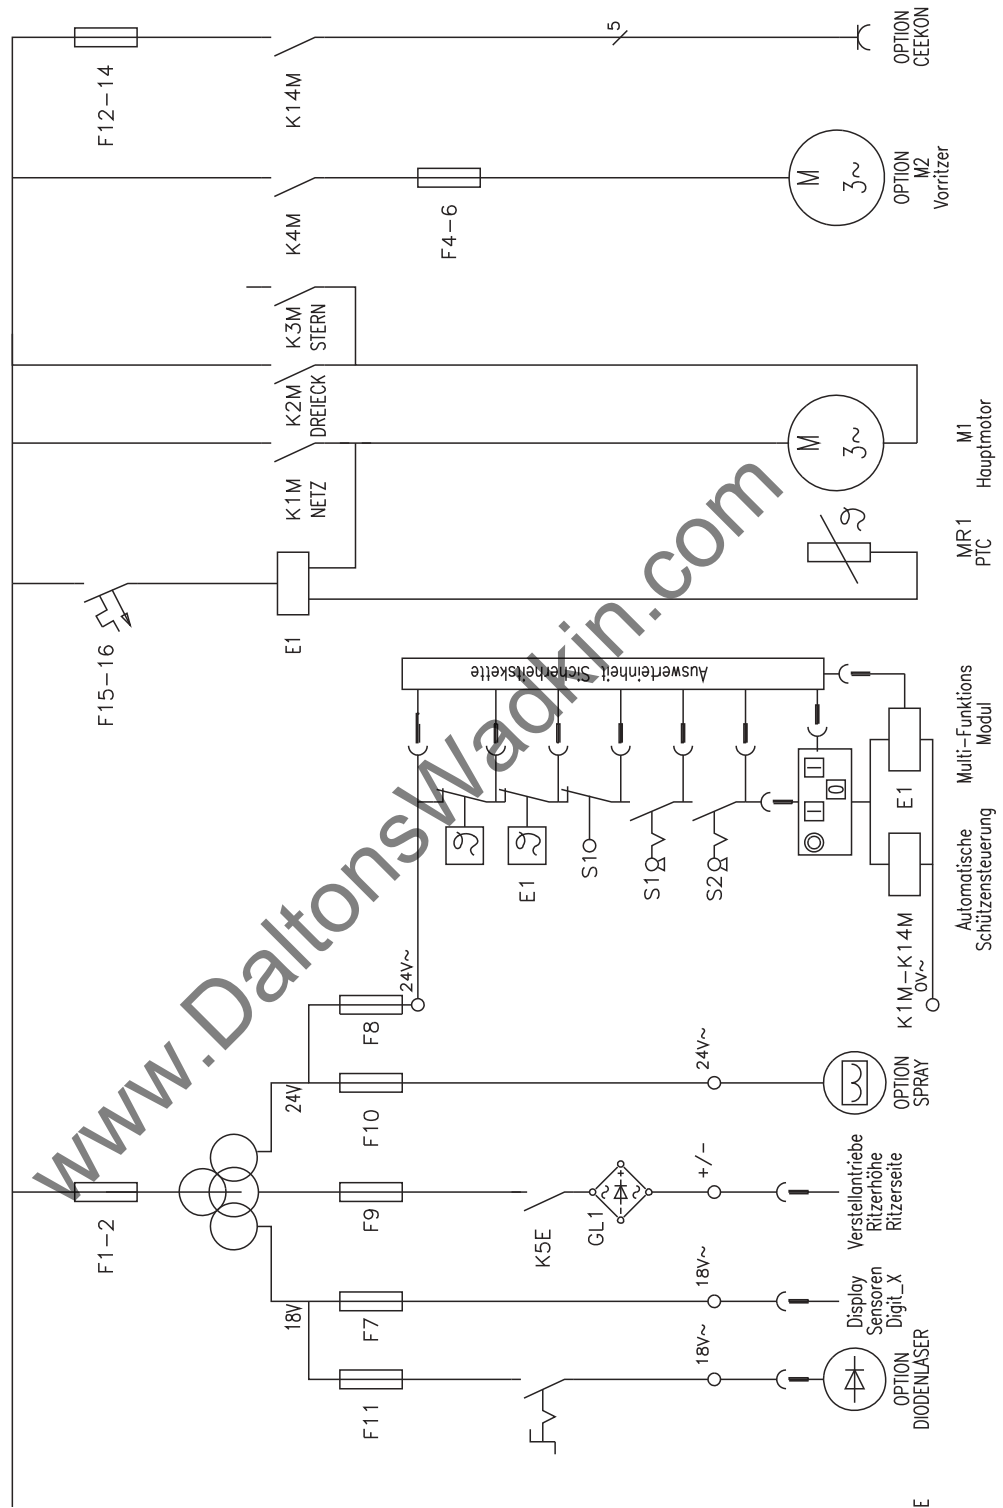 5
F12-14
K14M
OPTION
CEEKON
K4M
F4-6
M
3~
OPTION
M2
Vorritzer
K3M
STERN
K2M
DREIECK
K1M
NETZ
M
3~
M1
Hauptmotor
MR1
PTC
F15-16
E1
Auswerteinheit Sicherheitskette
Multi-Funktions
Modul
E1
S1
S1
S2
I
I
0
E1
Automatische
Schützensteuerung
K1M-K14M
0V~
24V~
F8
24V
F10
24V~
OPTION
SPRAY
F1-2
F9
K5E
GL1
+
-
+/-
Verstellantriebe
Ritzerhöhe
Ritzerseite
18V
F7
18V~
Display
Sensoren
Digit_X
F11
18V~
OPTION
DIODENLASER
E
www.DaltonsWadkin.com